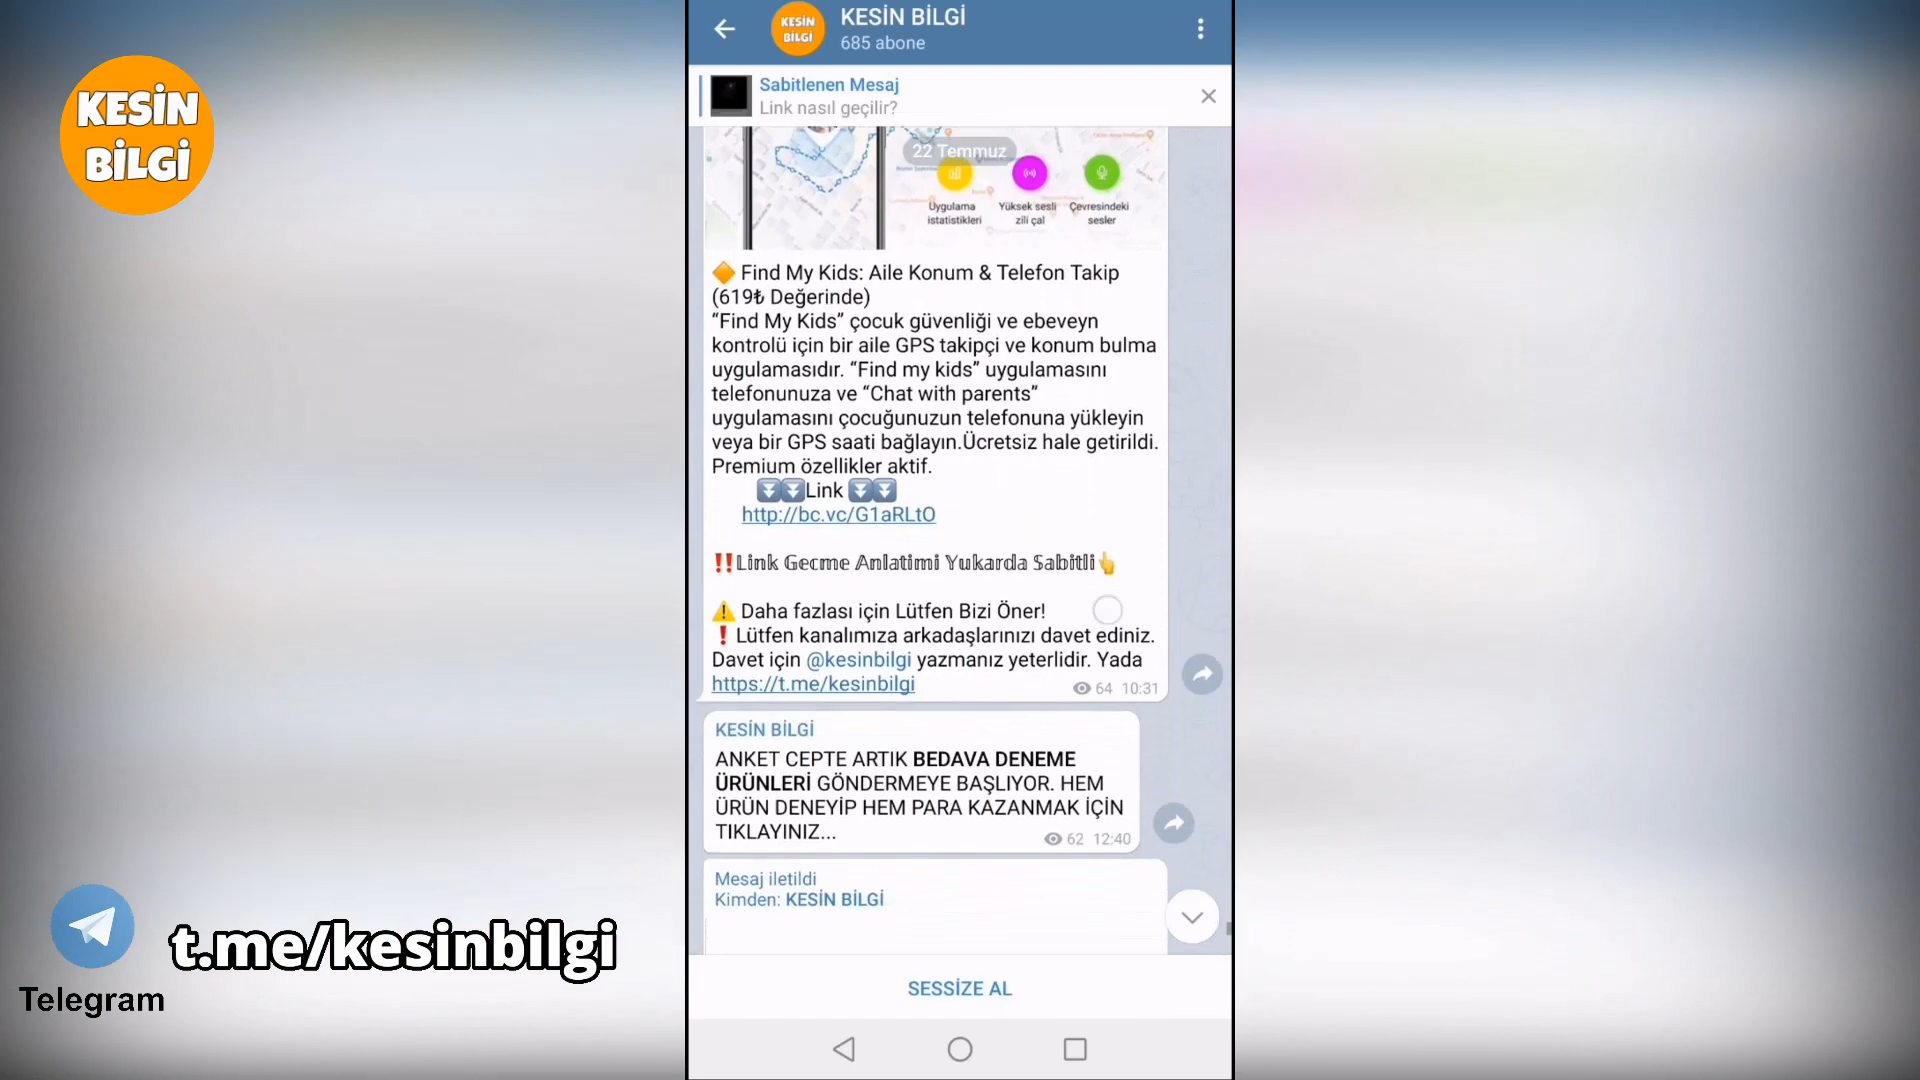 KESİN BİLGİ
685 abone
KESİN
BİLGİ
Sabitlenen Mesaj
Link nasıl geçilir?
KESİN
BİLGİ
22 Temmuz
Uygulama
istatistikleri
Yüksek sesli
zili çal
Çevresindeki
sesler
🔶 Find My Kids: Aile Konum & Telefon Takip
(619₺ Değerinde)
“Find My Kids” çocuk güvenliği ve ebeveyn
kontrolü için bir aile GPS takipçi ve konum bulma
uygulamasıdır. “Find my kids” uygulamasını
telefonunuza ve “Chat with parents”
uygulamasını çocuğunuzun telefonuna yükleyin
veya bir GPS saati bağlayın.Ücretsiz hale getirildi.
Premium özellikler aktif.
⏬⏬Link ⏬⏬
http://bc.vc/G1aRLtO
‼️𝕃𝕚𝕟𝕜 𝔾𝕖𝕔𝕞𝕖 𝔸𝕟𝕝𝕒𝕥𝕚𝕞𝕚 𝕐𝕦𝕜𝕒𝕣𝕕𝕒 𝕊𝕒𝕓𝕚𝕥𝕝𝕚👆
⚠️ Daha fazlası için Lütfen Bizi Öner!
❗Lütfen kanalımıza arkadaşlarınızı davet ediniz.
Davet için @kesinbilgi yazmanız yeterlidir. Yada
https://t.me/kesinbilgi
64 10:31
KESİN BİLGİ
ANKET CEPTE ARTIK BEDAVA DENEME
ÜRÜNLERİ GÖNDERMEYE BAŞLIYOR. HEM
ÜRÜN DENEYİP HEM PARA KAZANMAK İÇİN
TIKLAYINIZ...
62 12:40
Mesaj iletildi
Kimden: KESİN BİLGİ
SESSİZE AL
t.me/kesinbilgi
Telegram